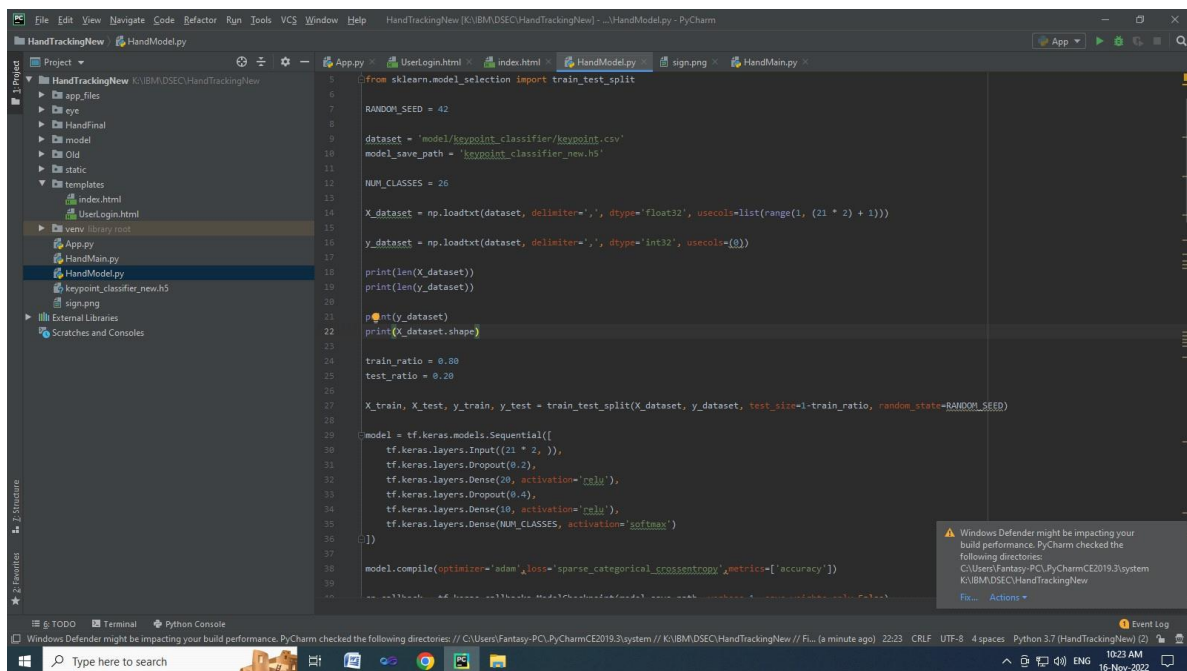 File Edit View Navigate Code Refactor Run Tools VCS Window Help HandTrackingNew [K:\IBM\DSEC\HandTrackingNew] - ...\HandModel.py - PyCharm
HandTrackingNew HandModel.py
App
Project
App.py UserLogin.html index.html HandModel.py sign.png HandMain.py
1: Project
HandTrackingNew K:\IBM\DSEC\HandTrackingNew
app_files
eye
HandFinal
model
Old
static
templates
index.html
UserLogin.html
venv library root
App.py
HandMain.py
HandModel.py
keypoint_classifier_new.h5
sign.png
External Libraries
Scratches and Consoles
5 from sklearn.model_selection import train_test_split
6
7 RANDOM_SEED = 42
8
9 dataset = 'model/keypoint_classifier/keypoint.csv'
10 model_save_path = 'keypoint_classifier_new.h5'
11
12 NUM_CLASSES = 26
13
14 X_dataset = np.loadtxt(dataset, delimiter=',', dtype='float32', usecols=list(range(1, (21 * 2) + 1)))
15
16 y_dataset = np.loadtxt(dataset, delimiter=',', dtype='int32', usecols=(0))
17
18 print(len(X_dataset))
19 print(len(y_dataset))
20
21 p nt(y_dataset)
22 print(X_dataset.shape)
23
24 train_ratio = 0.80
25 test_ratio = 0.20
26
27 X_train, X_test, y_train, y_test = train_test_split(X_dataset, y_dataset, test_size=1-train_ratio, random_state=RANDOM_SEED)
28
29 model = tf.keras.models.Sequential([
30 tf.keras.layers.Input((21 * 2, )),
31 tf.keras.layers.Dropout(0.2),
32 tf.keras.layers.Dense(20, activation='relu'),
33 tf.keras.layers.Dropout(0.4),
34 tf.keras.layers.Dense(10, activation='relu'),
35 tf.keras.layers.Dense(NUM_CLASSES, activation='softmax')
36 ])
37
38 model.compile(optimizer='adam',loss='sparse_categorical_crossentropy',metrics=['accuracy'])
39
Z: Structure
2: Favorites
Windows Defender might be impacting your
build performance. PyCharm checked the
following directories:
C:\Users\Fantasy-PC\.PyCharmCE2019.3\system
K:\IBM\DSEC\HandTrackingNew
Fix... Actions
6: TODO Terminal Python Console
1 Event Log
Windows Defender might be impacting your build performance. PyCharm checked the following directories: // C:\Users\Fantasy-PC\.PyCharmCE2019.3\system // K:\IBM\DSEC\HandTrackingNew // Fi... (a minute ago) 22:23 CRLF UTF-8 4 spaces Python 3.7 (HandTrackingNew) (2)
Type here to search
ENG
10:23 AM
16-Nov-2022